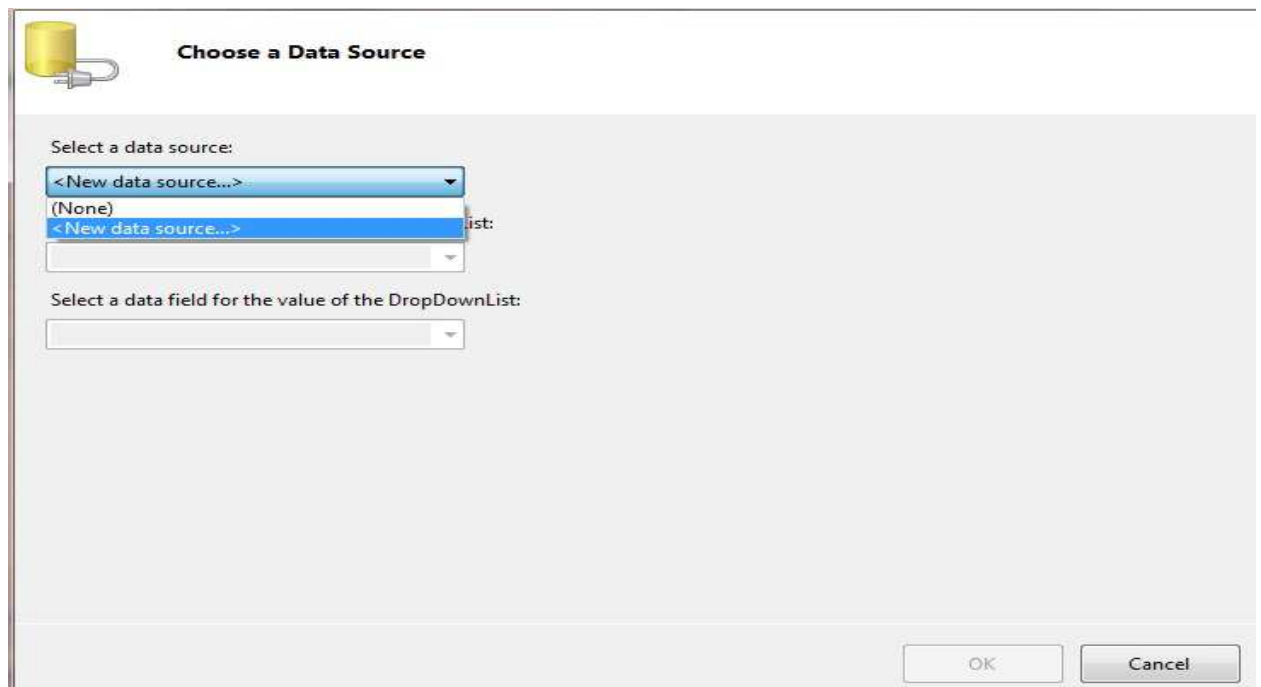 Choose a Data Source
Select a data source:
<New data source...>
(None)
<New data source...>
ist:
Select a data field for the value of the DropDownList:
OK
Cancel